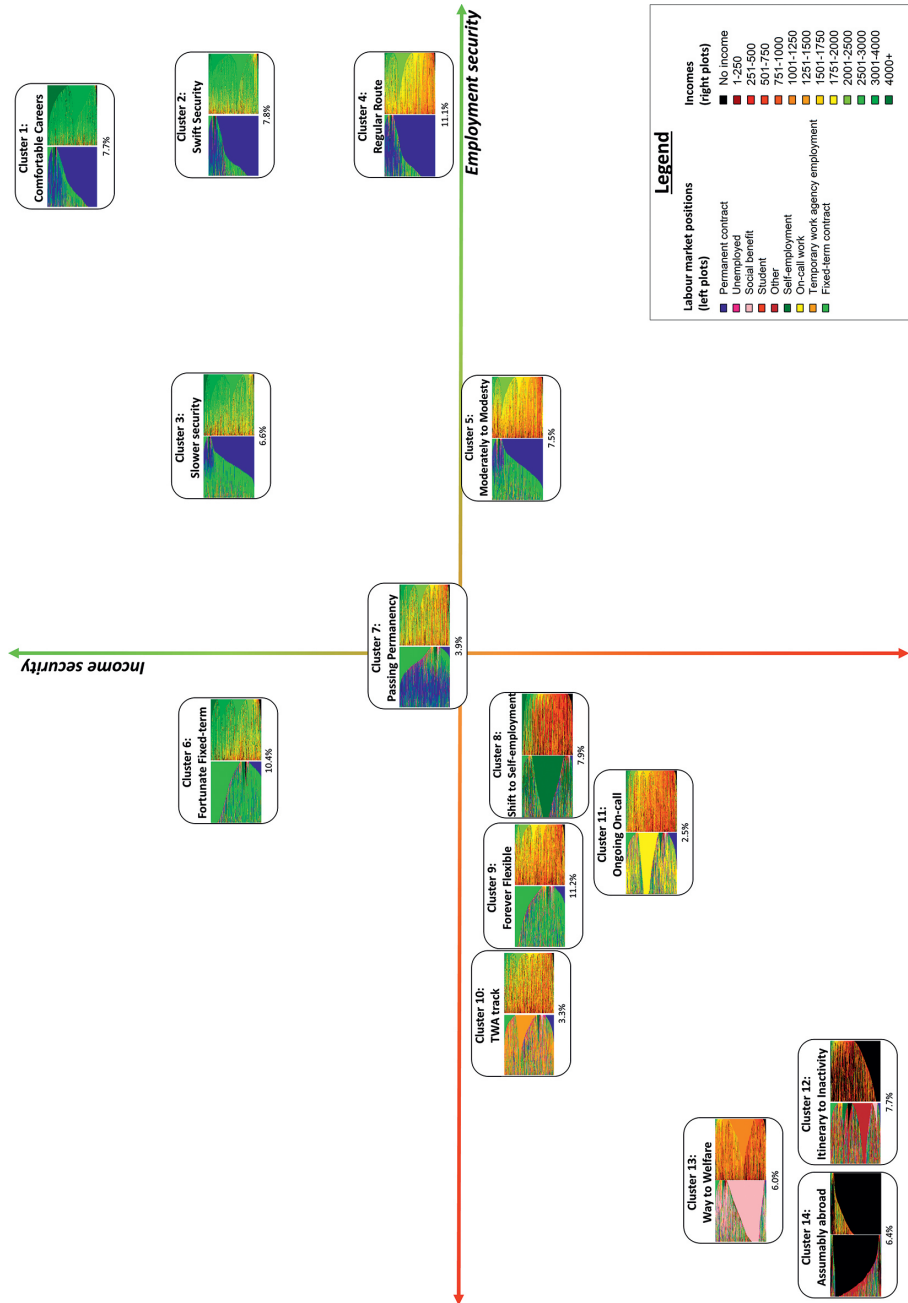 Cluster 1:
Comfortable Careers
7.7%
Cluster 2:
Swift Security
7.8%
Cluster 4:
Regular Route
11.1%
Employment security
Cluster 3:
Slower security
6.6%
Cluster 5:
Moderately to Modesty
7.5%
Income security
Cluster 7:
Passing Permanency
3.9%
Cluster 6:
Fortunate Fixed-term
10.4%
Cluster 8:
Shift to Self-employment
7.9%
Cluster 9:
Forever Flexible
11.2%
Cluster 11:
Ongoing On-call
2.5%
Cluster 10:
TWA track
3.3%
Cluster 13:
Way to Welfare
6.0%
Cluster 12:
Itinerary to Inactivity
7.7%
Cluster 14:
Assumably abroad
6.4%
Legend
Labour market positions
(left plots)
Permanent contract
Unemployed
Social benefit
Student
Other
Self-employment
On-call work
Temporary work agency employment
Fixed-term contract
Incomes
(right plots)
No income
1-250
251-500
501-750
751-1000
1001-1250
1251-1500
1501-1750
1751-2000
2001-2500
2501-3000
3001-4000
4000+